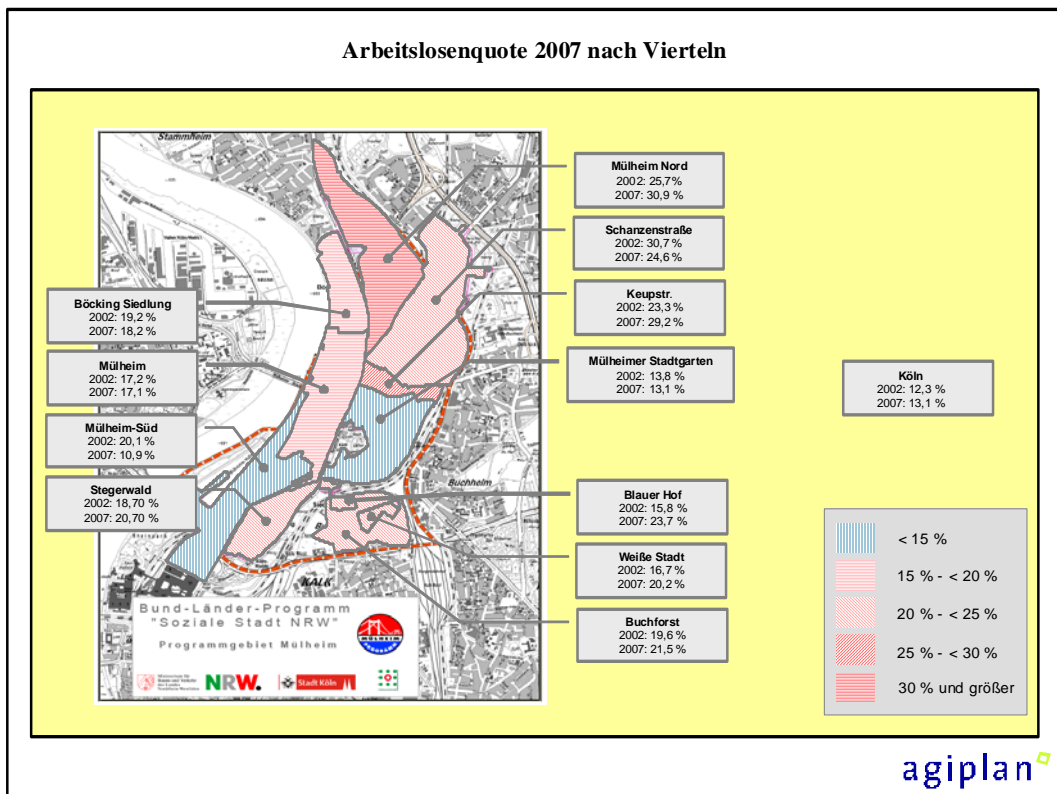 Arbeitslosenquote 2007 nach Vierteln
Stammheim
Mülheim Nord
2002: 25,7%
2007: 30,9 %
Schanzenstraße
2002: 30,7 %
2007: 24,6 %
Keupstr.
2002: 23,3 %
2007: 29,2 %
Mülheimer Stadtgarten
2002: 13,8 %
2007: 13,1 %
Köln
2002: 12,3 %
2007: 13,1 %
Böcking Siedlung
2002: 19,2 %
2007: 18,2 %
Mülheim
2002: 17,2 %
2007: 17,1 %
Mülheim-Süd
2002: 20,1 %
2007: 10,9 %
Stegerwald
2002: 18,70 %
2007: 20,70 %
Buchheim
Blauer Hof
2002: 15,8 %
2007: 23,7 %
Weiße Stadt
2002: 16,7 %
2007: 20,2 %
Buchforst
2002: 19,6 %
2007: 21,5 %
KALK
Bund-Länder-Programm
"Soziale Stadt NRW"
Programmgebiet Mülheim
MÜLHEIM
PROGRAMM
NRW.
Stadt Köln
< 15 %
15 % - < 20 %
20 % - < 25 %
25 % - < 30 %
30 % und größer
agiplan